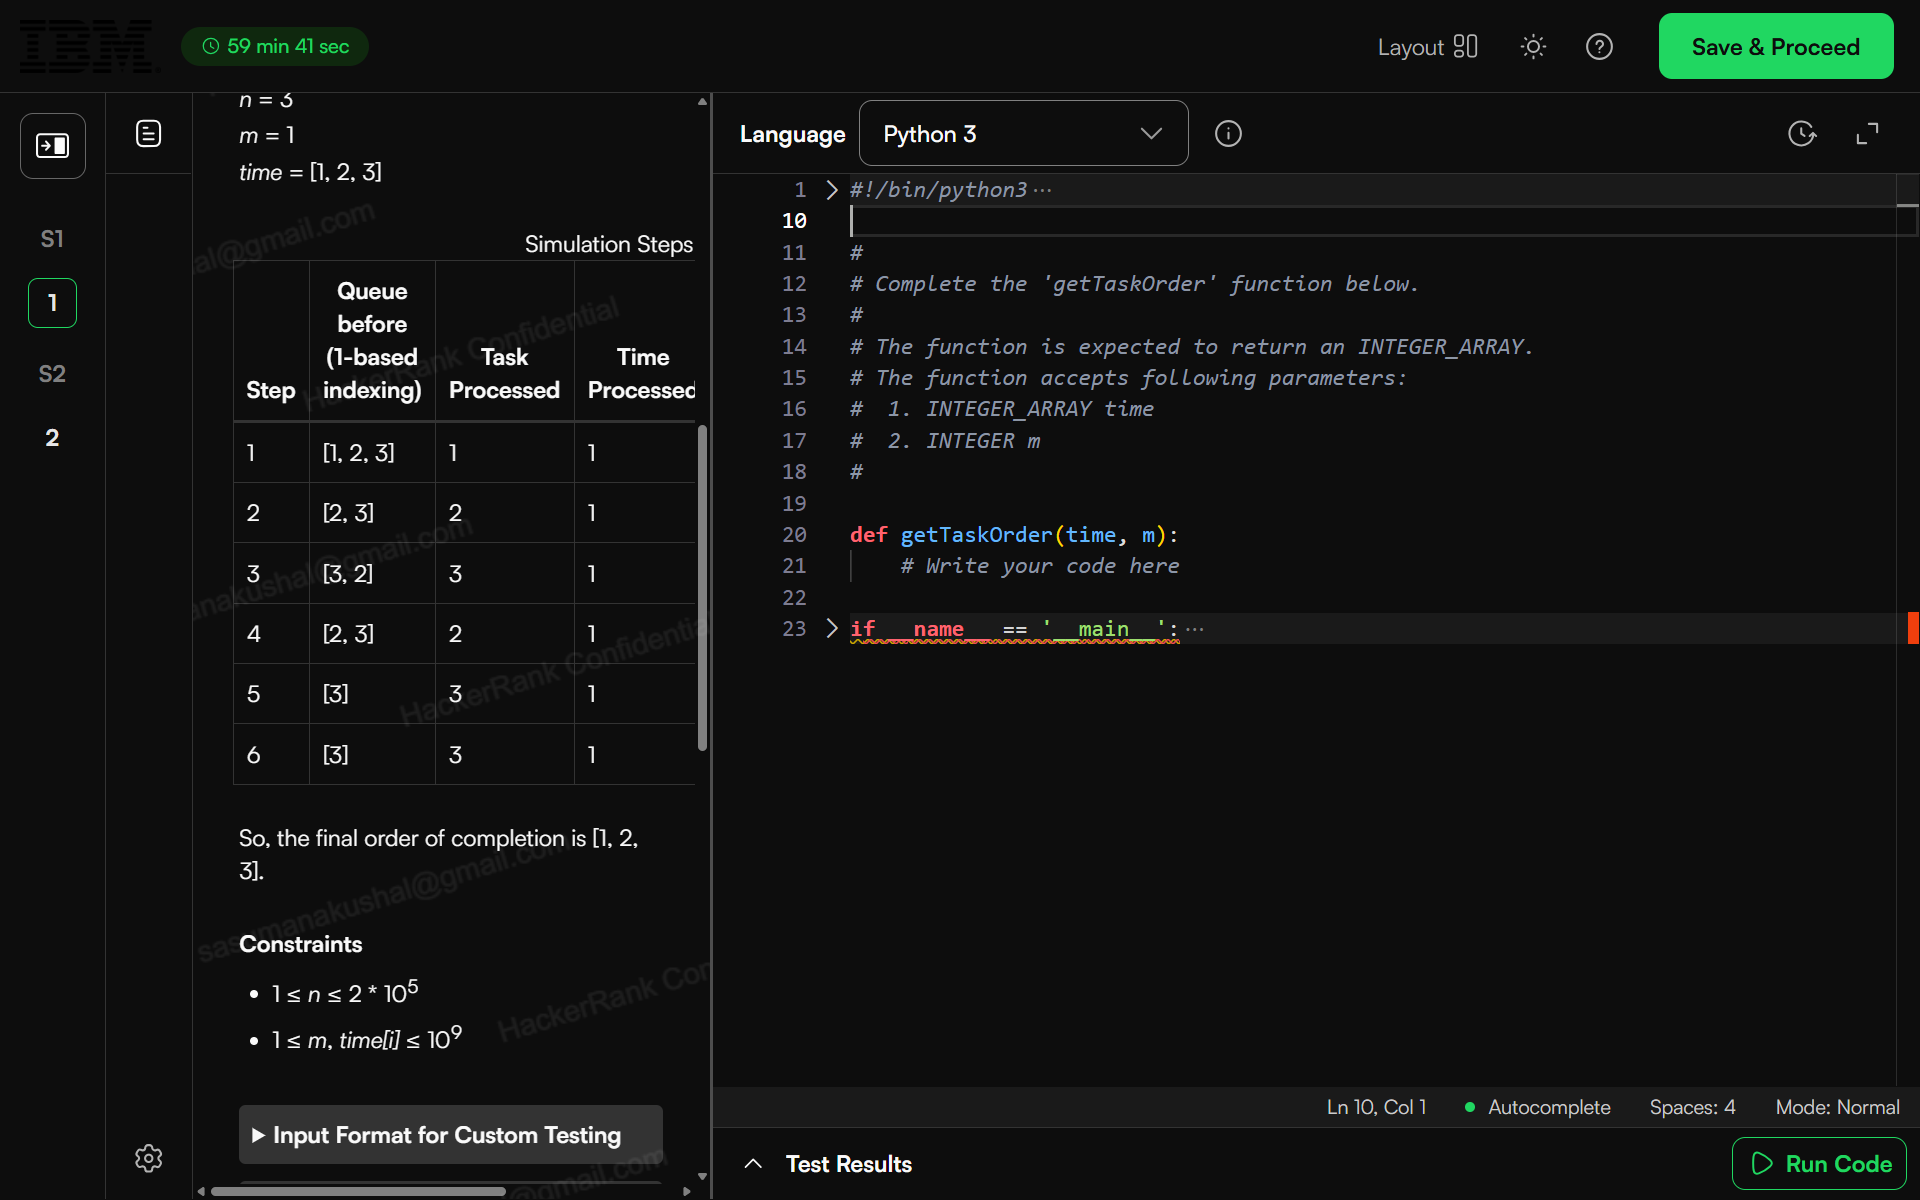 IBM
59 min 41 sec
Layout
Save & Proceed
S1
1
S2
2
n = 3
m = 1
time = [1, 2, 3]
Simulation Steps
Step
Queue before (1-based indexing)
Task Processed
Time Processed
1
[1, 2, 3]
1
1
2
[2, 3]
2
1
3
[3, 2]
3
1
4
[2, 3]
2
1
5
[3]
3
1
6
[3]
3
1
So, the final order of completion is [1, 2,
3].
Constraints
• 1 ≤ n ≤ 2 * 10^5
• 1 ≤ m, time[i] ≤ 10^9
▶ Input Format for Custom Testing
HackerRank Confidential
HackerRank Confidential
Language
Python 3
1 #!/bin/python3 ···
10
11 #
12 # Complete the 'getTaskOrder' function below.
13 #
14 # The function is expected to return an INTEGER_ARRAY.
15 # The function accepts following parameters:
16 #  1. INTEGER_ARRAY time
17 #  2. INTEGER m
18 #
19
20 def getTaskOrder(time, m):
21     # Write your code here
22
23 if __name__ == '__main__': ···
Ln 10, Col 1
Autocomplete
Spaces: 4
Mode: Normal
Test Results
Run Code